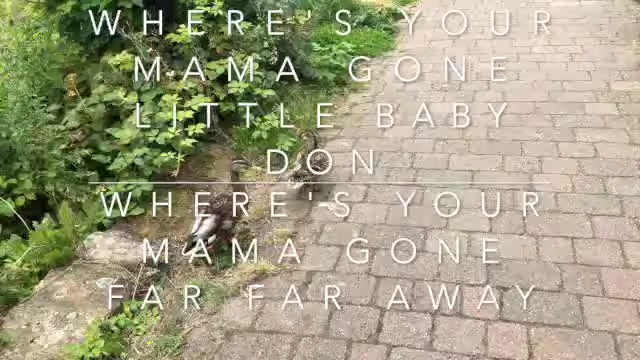 WHERE'S YOUR
MAMA GONE
LITTLE BABY
DON
WHERE'S YOUR
MAMA GONE
FAR FAR AWAY